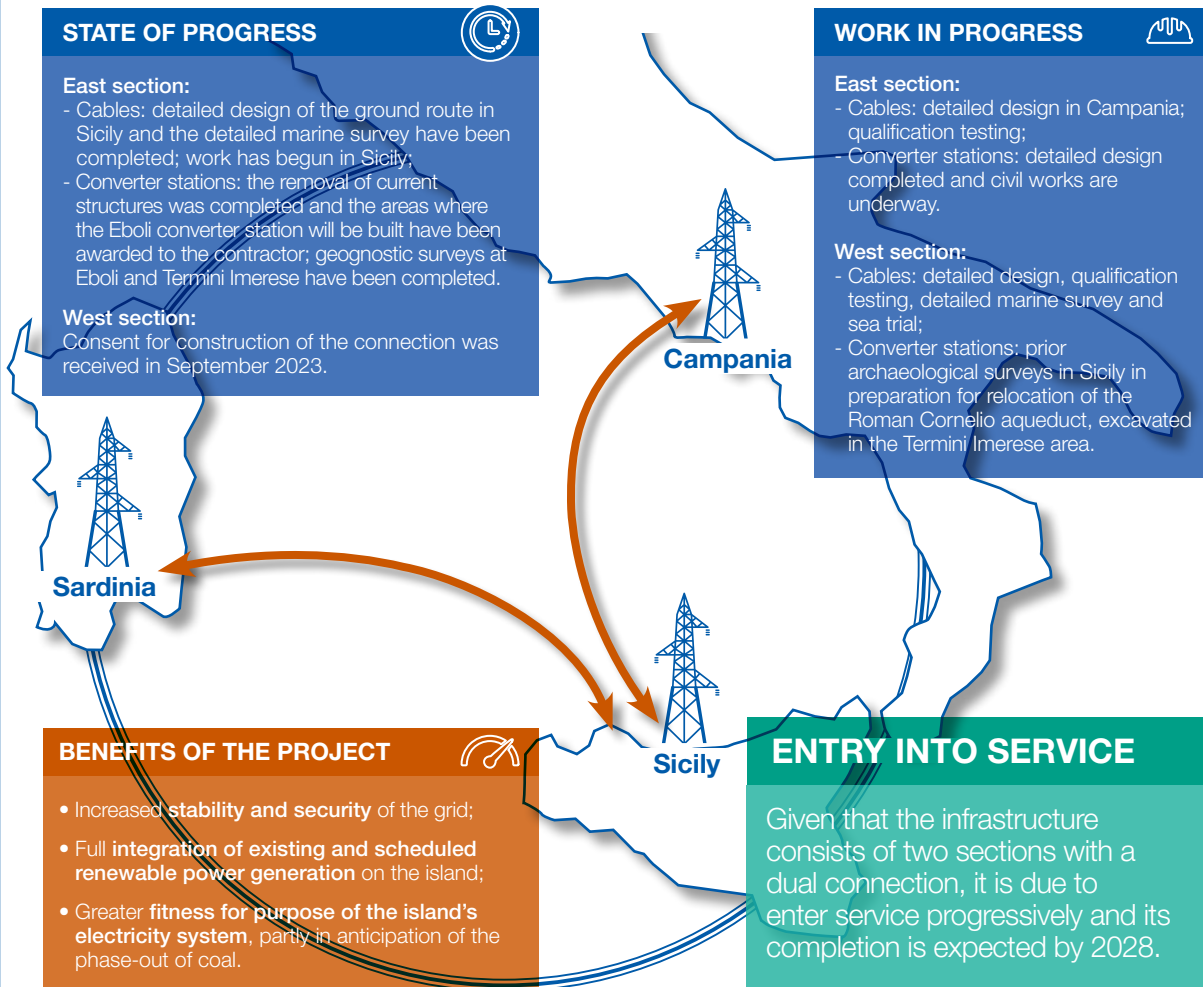 STATE OF PROGRESS
East section:
- Cables: detailed design of the ground route in
Sicily and the detailed marine survey have been
completed; work has begun in Sicily;
- Converter stations: the removal of current
structures was completed and the areas where
the Eboli converter station will be built have been
awarded to the contractor; geognostic surveys at
Eboli and Termini Imerese have been completed.
West section:
Consent for construction of the connection was
received in September 2023.
WORK IN PROGRESS
East section:
- Cables: detailed design in Campania;
qualification testing;
- Converter stations: detailed design
completed and civil works are
underway.
West section:
- Cables: detailed design, qualification
testing, detailed marine survey and
sea trial;
- Converter stations: prior
archaeological surveys in Sicily in
preparation for relocation of the
Roman Cornelio aqueduct, excavated
in the Termini Imerese area.
Campania
Sardinia
Sicily
BENEFITS OF THE PROJECT
• Increased stability and security of the grid;
• Full integration of existing and scheduled
renewable power generation on the island;
• Greater fitness for purpose of the island's
electricity system, partly in anticipation of the
phase-out of coal.
ENTRY INTO SERVICE
Given that the infrastructure
consists of two sections with a
dual connection, it is due to
enter service progressively and its
completion is expected by 2028.